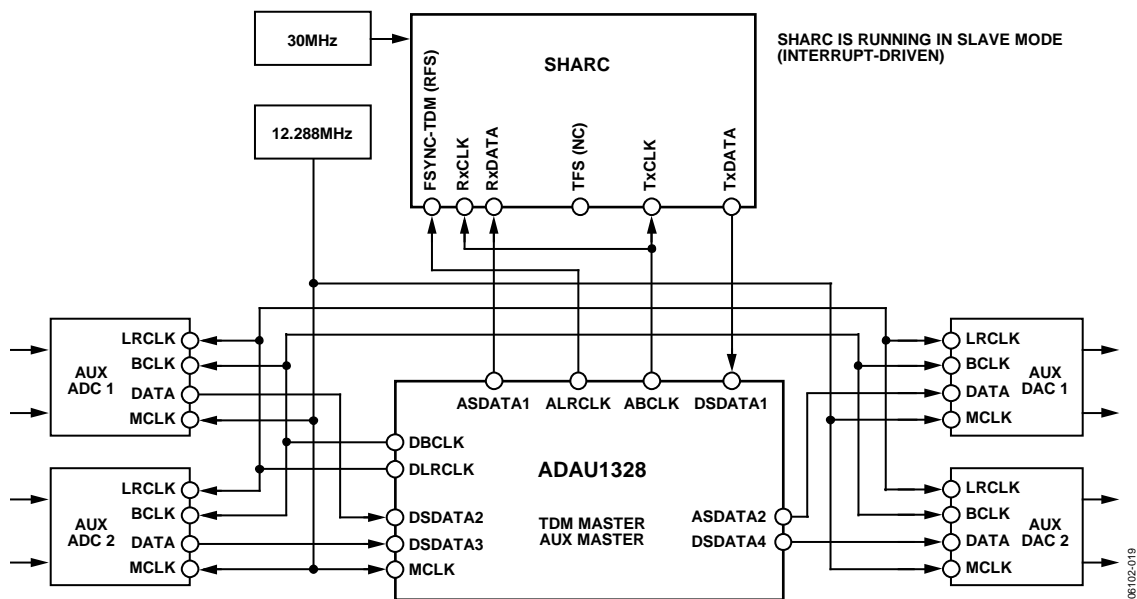 30MHz
12.288MHz
SHARC
SHARC IS RUNNING IN SLAVE MODE
(INTERRUPT-DRIVEN)
FSYNC-TDM (RFS)
RxCLK
RxDATA
TFS (NC)
TxCLK
TxDATA
AUX
ADC 1
LRCLK
BCLK
DATA
MCLK
AUX
ADC 2
LRCLK
BCLK
DATA
MCLK
ASDATA1
ALRCLK
ABCLK
DSDATA1
DBCLK
DLRCLK
DSDATA2
DSDATA3
MCLK
ADAU1328
TDM MASTER
AUX MASTER
ASDATA2
DSDATA4
LRCLK
BCLK
DATA
MCLK
AUX
DAC 1
LRCLK
BCLK
DATA
MCLK
AUX
DAC 2
06102-019